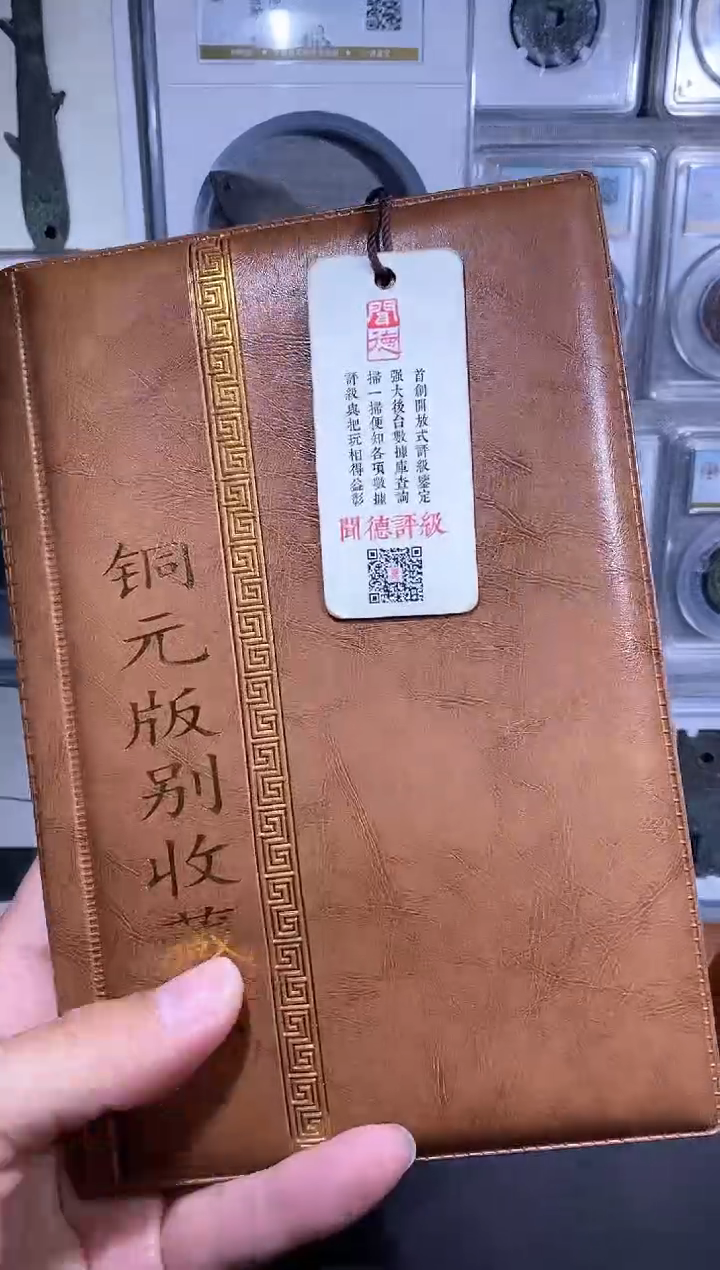 铜元版别收藏
聞德
首創開放式評級鑒定
强大後台數據庫查詢
掃一掃便知各項數據
評級與把玩相得益彰
聞德評級